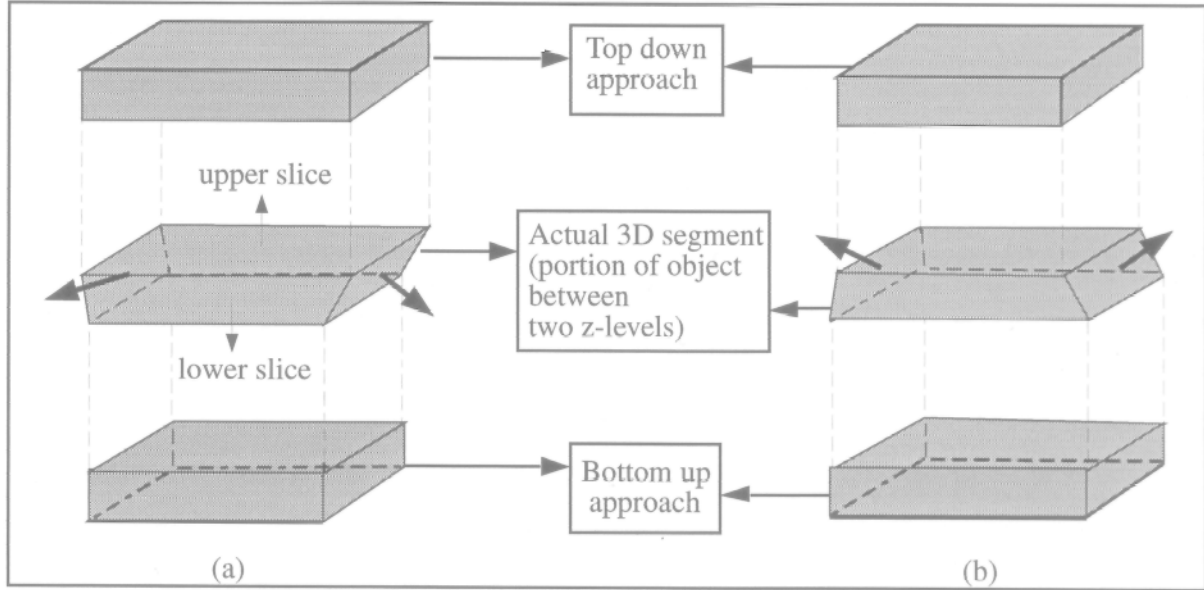 Top down
approach
upper slice
Actual 3D segment
(portion of object
between
two z-levels)
lower slice
Bottom up
approach
(a)
(b)